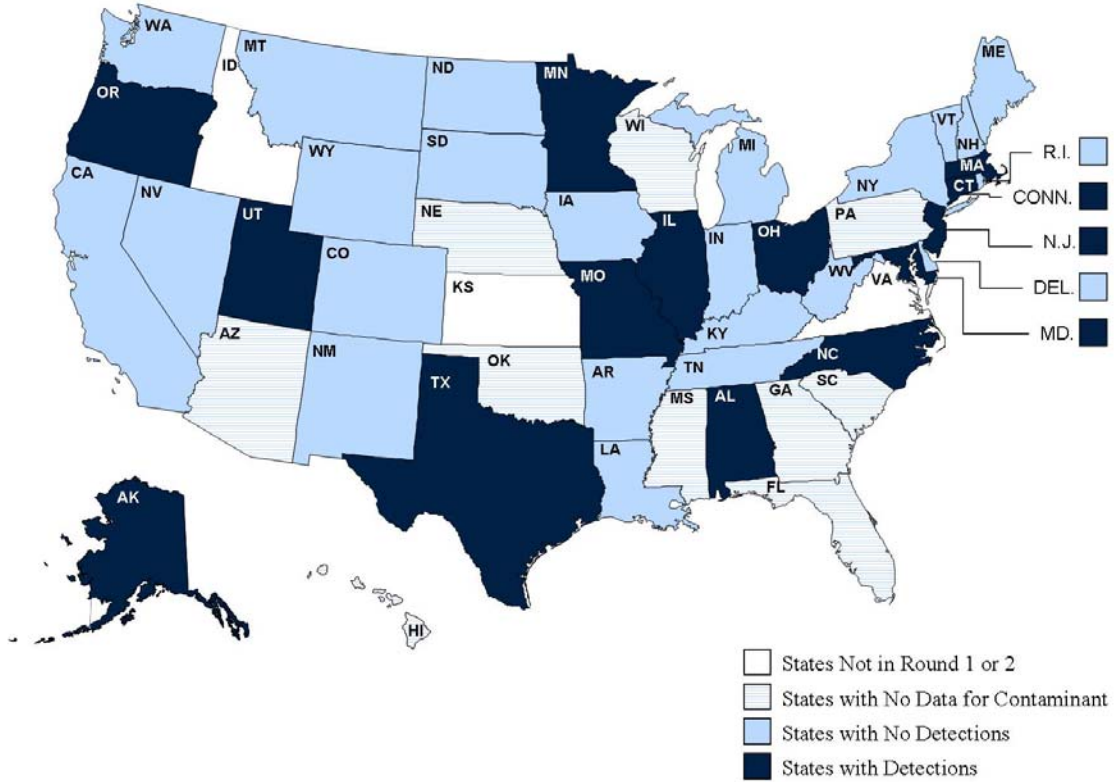 WA
MT
ND
MN
ME
ID
OR
VT
WI
SD
MI
NH
R.I.
WY
MA
CA
NY
CT
CONN.
NV
NE
IA
PA
UT
IL
IN
OH
N.J.
CO
MO
WV
VA
KS
DEL.
KY
MD.
AZ
NM
OK
TN
NC
TX
AR
SC
MS
AL
GA
LA
FL
AK
HI
States Not in Round 1 or 2
States with No Data for Contaminant
States with No Detections
States with Detections